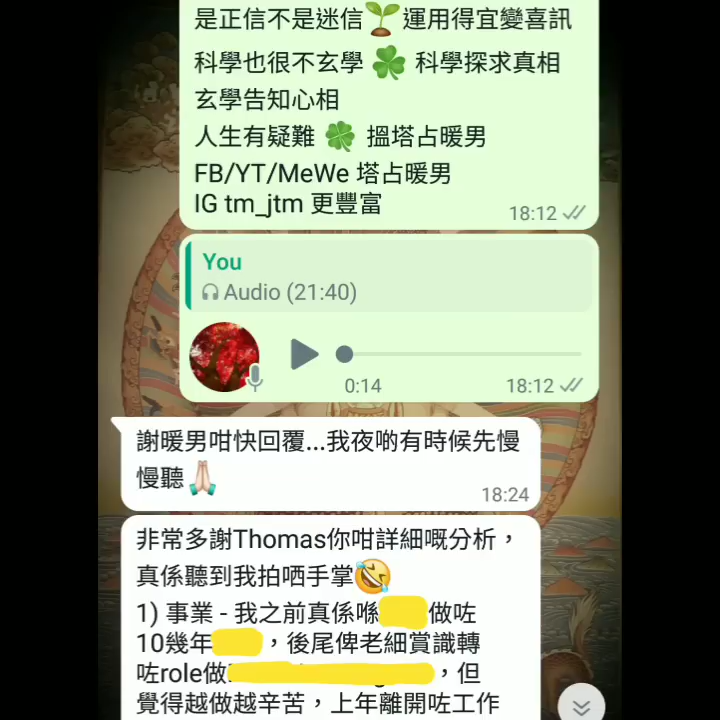 是正信不是迷信🌱運用得宜變喜訊
科學也很不玄學 🍀 科學探求真相
玄學告知心相
人生有疑難 🍀 搵塔占暖男
FB/YT/MeWe 塔占暖男
IG tm_jtm 更豐富
18:12
You
Audio (21:40)
0:14
18:12
謝暖男咁快回覆...我夜啲有時候先慢
慢聽🙏🏻
18:24
非常多謝Thomas你咁詳細嘅分析，
真係聽到我拍哂手掌🤣
1) 事業 - 我之前真係喺 做咗
10幾年 ，後尾俾老細賞識轉
咗role做 ，但
覺得越做越辛苦，上年離開咗工作